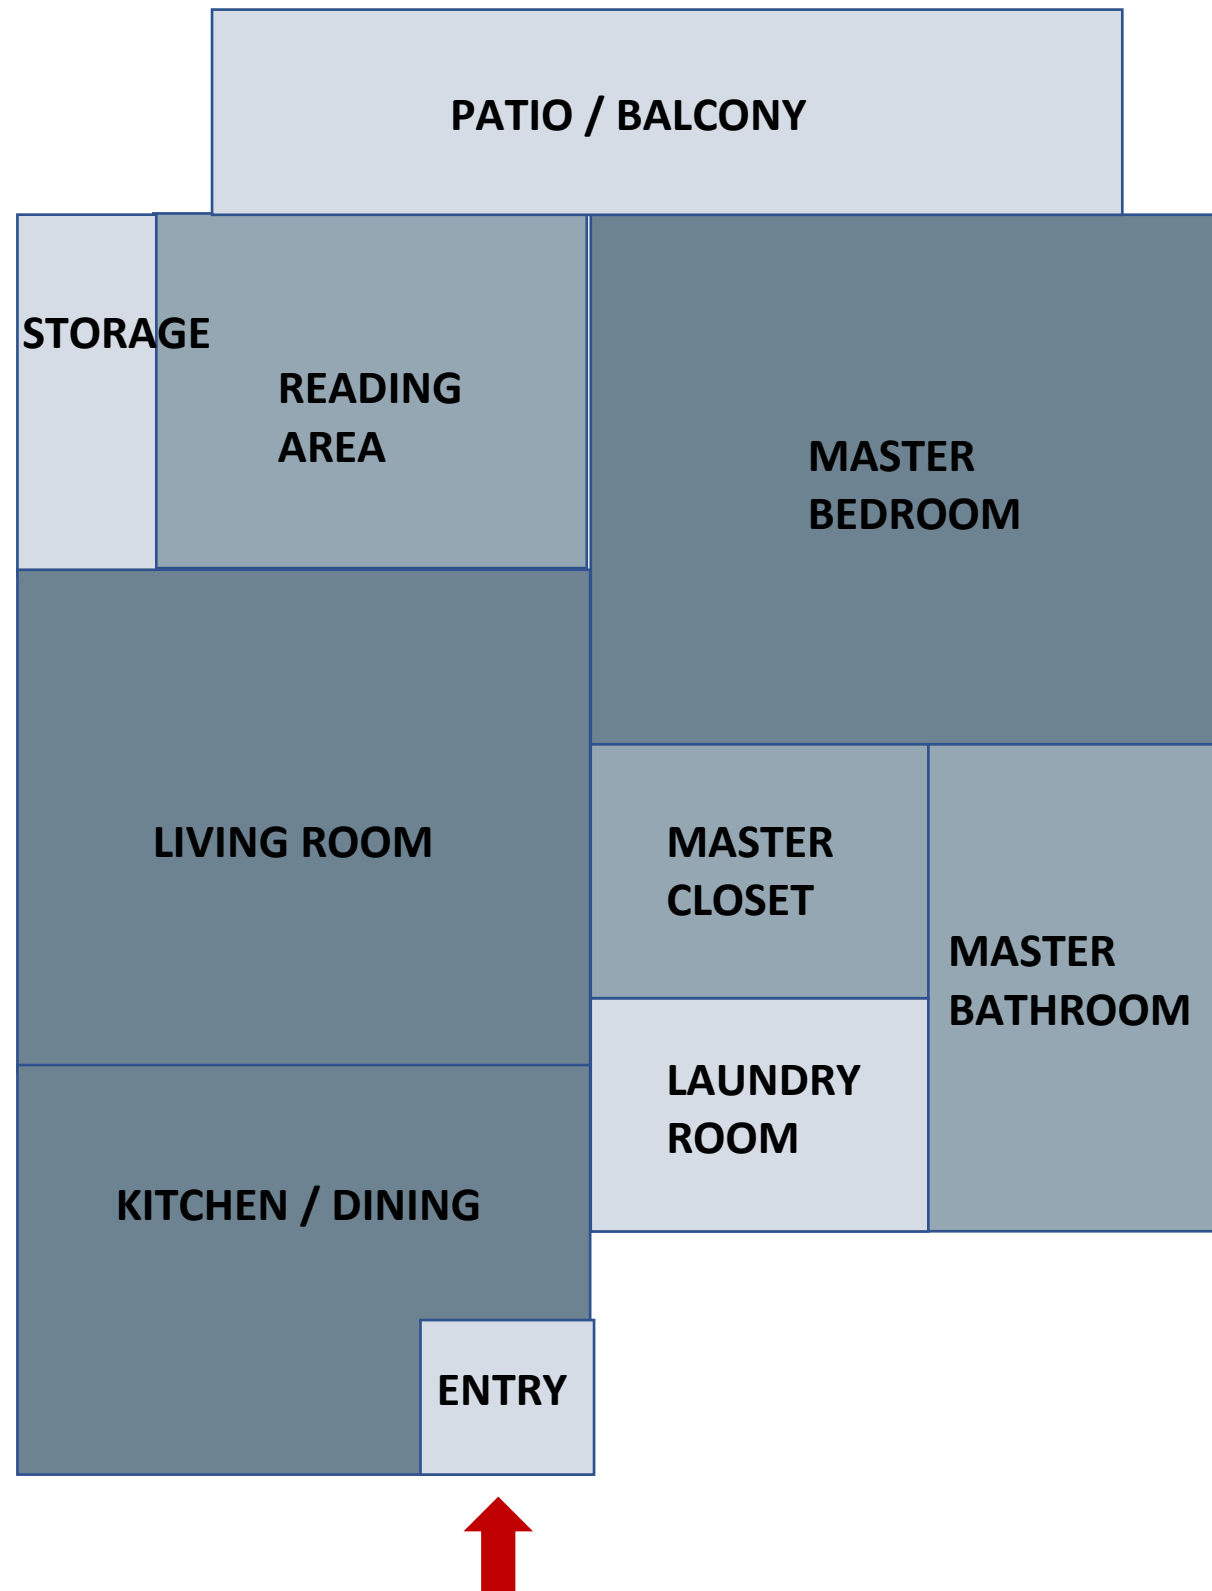 PATIO / BALCONY
STORAGE
READING
AREA
MASTER
BEDROOM
LIVING ROOM
MASTER
CLOSET
MASTER
BATHROOM
LAUNDRY
ROOM
KITCHEN / DINING
ENTRY